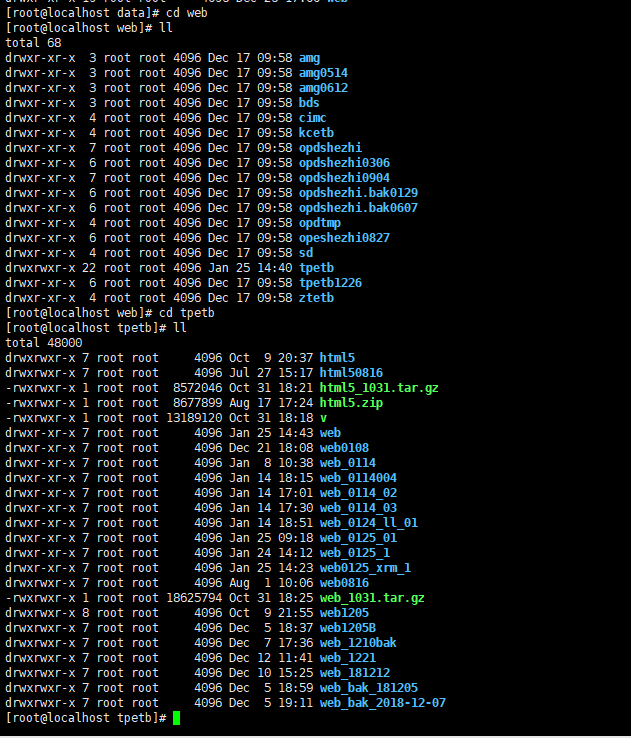 [root@localhost data]# cd web
[root@localhost web]# ll
total 68
drwxr-xr-x  3 root root 4096 Dec 17 09:58 amg
drwxr-xr-x  3 root root 4096 Dec 17 09:58 amg0514
drwxr-xr-x  3 root root 4096 Dec 17 09:58 amg0612
drwxr-xr-x  3 root root 4096 Dec 17 09:58 bds
drwxr-xr-x  4 root root 4096 Dec 17 09:58 cimc
drwxr-xr-x  4 root root 4096 Dec 17 09:58 kcetb
drwxr-xr-x  7 root root 4096 Dec 17 09:58 opdshezhi
drwxr-xr-x  6 root root 4096 Dec 17 09:58 opdshezhi0306
drwxr-xr-x  7 root root 4096 Dec 17 09:58 opdshezhi0904
drwxr-xr-x  6 root root 4096 Dec 17 09:58 opdshezhi.bak0129
drwxr-xr-x  6 root root 4096 Dec 17 09:58 opdshezhi.bak0607
drwxr-xr-x  4 root root 4096 Dec 17 09:58 opdtmp
drwxr-xr-x  6 root root 4096 Dec 17 09:58 opeshezhi0827
drwxr-xr-x  4 root root 4096 Dec 17 09:58 sd
drwxrwxr-x 22 root root 4096 Jan 25 14:40 tpetb
drwxr-xr-x  6 root root 4096 Dec 17 09:58 tpetb1226
drwxr-xr-x  4 root root 4096 Dec 17 09:58 ztetb
[root@localhost web]# cd tpetb
[root@localhost tpetb]# ll
total 48000
drwxrwxr-x 7 root root     4096 Oct  9 20:37 html5
drwxrwxr-x 7 root root     4096 Jul 27 15:17 html50816
-rwxrwxr-x 1 root root  8572046 Oct 31 18:21 html5_1031.tar.gz
-rwxrwxr-x 1 root root  8677899 Aug 17 17:24 html5.zip
-rwxrwxr-x 1 root root 13189120 Oct 31 18:18 v
drwxr-xr-x 7 root root     4096 Jan 25 14:43 web
drwxrwxr-x 7 root root     4096 Dec 21 18:08 web0108
drwxr-xr-x 7 root root     4096 Jan  8 10:38 web_0114
drwxr-xr-x 7 root root     4096 Jan 14 18:15 web_0114004
drwxr-xr-x 7 root root     4096 Jan 14 17:01 web_0114_02
drwxr-xr-x 7 root root     4096 Jan 14 17:30 web_0114_03
drwxr-xr-x 7 root root     4096 Jan 14 18:51 web_0124_ll_01
drwxr-xr-x 7 root root     4096 Jan 25 09:18 web_0125_01
drwxr-xr-x 7 root root     4096 Jan 24 14:12 web_0125_1
drwxr-xr-x 7 root root     4096 Jan 25 14:23 web0125_xrm_1
drwxrwxr-x 7 root root     4096 Aug  1 10:06 web0816
-rwxrwxr-x 1 root root 18625794 Oct 31 18:25 web_1031.tar.gz
drwxrwxr-x 8 root root     4096 Oct  9 21:55 web1205
drwxrwxr-x 7 root root     4096 Dec  5 18:37 web1205B
drwxrwxr-x 7 root root     4096 Dec  7 17:36 web_1210bak
drwxrwxr-x 7 root root     4096 Dec 12 11:41 web_1221
drwxrwxr-x 7 root root     4096 Dec 10 15:25 web_181212
drwxrwxr-x 7 root root     4096 Dec  5 18:59 web_bak_181205
drwxrwxr-x 7 root root     4096 Dec  5 19:11 web_bak_2018-12-07
[root@localhost tpetb]#